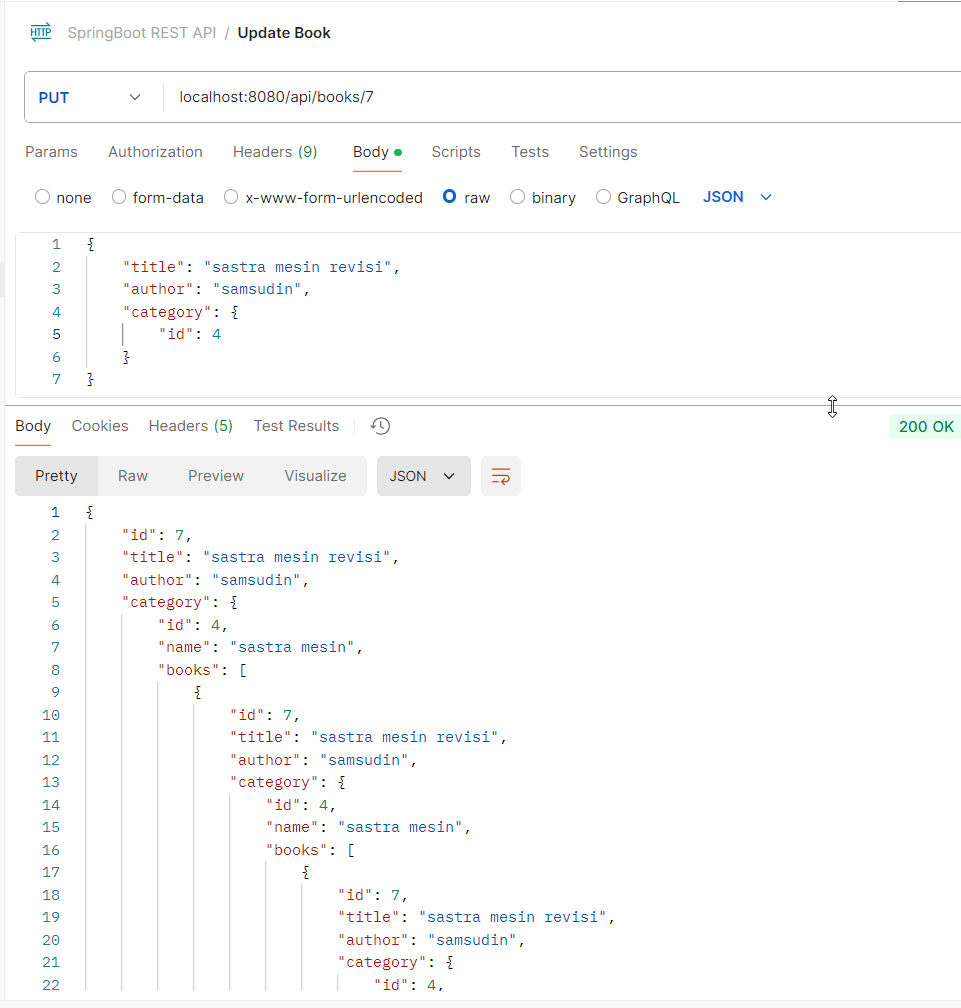 HTTP SpringBoot REST API / Update Book
PUT localhost:8080/api/books/7
Params Authorization Headers (9) Body Scripts Tests Settings
none form-data x-www-form-urlencoded raw binary GraphQL JSON
1 {
2 "title": "sastra mesin revisi",
3 "author": "samsudin",
4 "category": {
5 "id": 4
6 }
7 }
Body Cookies Headers (5) Test Results 200 OK
Pretty Raw Preview Visualize JSON
1 {
2 "id": 7,
3 "title": "sastra mesin revisi",
4 "author": "samsudin",
5 "category": {
6 "id": 4,
7 "name": "sastra mesin",
8 "books": [
9 {
10 "id": 7,
11 "title": "sastra mesin revisi",
12 "author": "samsudin",
13 "category": {
14 "id": 4,
15 "name": "sastra mesin",
16 "books": [
17 {
18 "id": 7,
19 "title": "sastra mesin revisi",
20 "author": "samsudin",
21 "category": {
22 "id": 4,